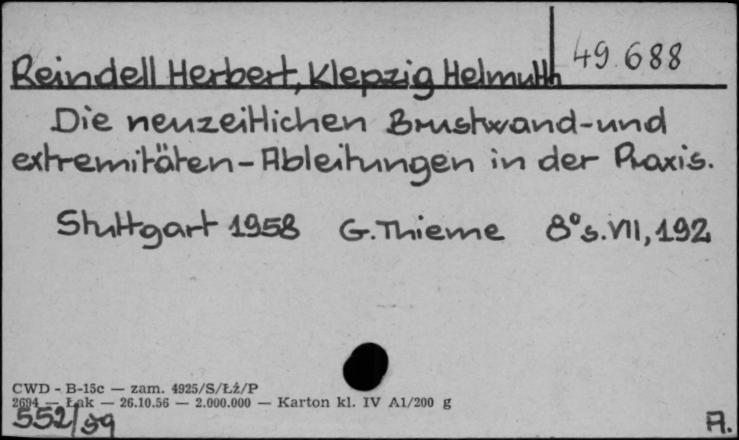 49.688
Reindell Herbert, Klepzig Helmuth
Die neuzeitlichen Brustwand-und
extremitäten-Ableitungen in der Praxis.
Stuttgart 1958 G.Thieme 8° s.VII, 192
CWD - B-15c — zam. 4925/S/Łź/P
2694 — Łak — 26.10.56 — 2.000.000 — Karton kl. IV A1/200 g
552/59
A.